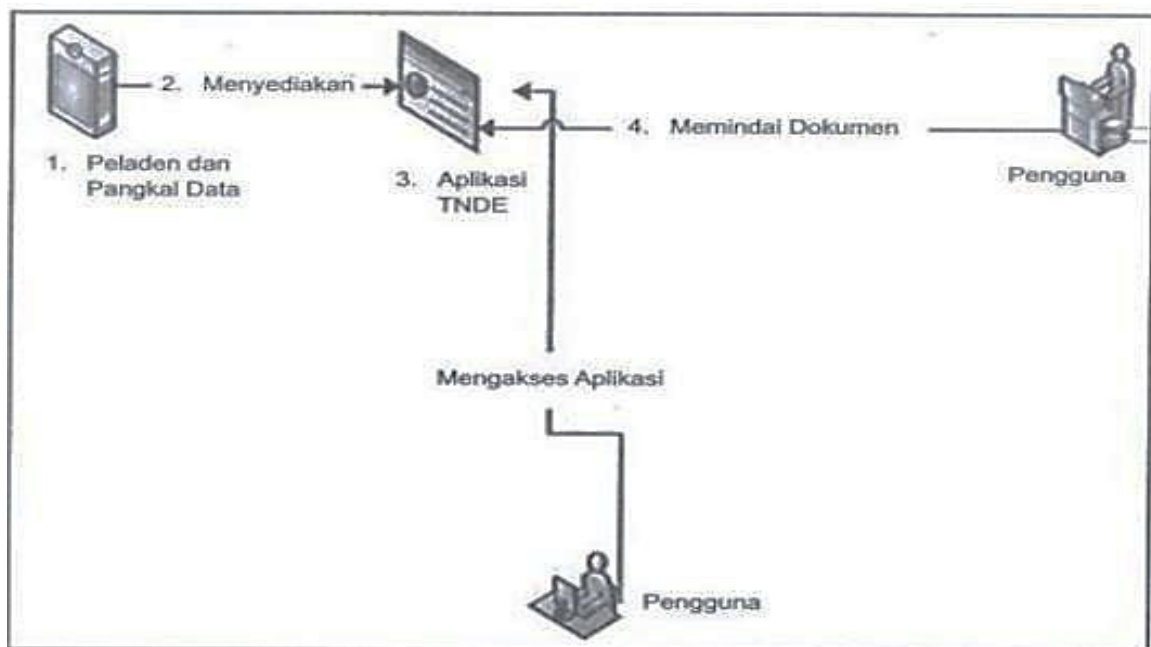 2. Menyediakan
4. Memindai Dokumen
1. Peladen dan
Pangkal Data
3. Aplikasi
TNDE
Pengguna
Mengakses Aplikasi
Pengguna